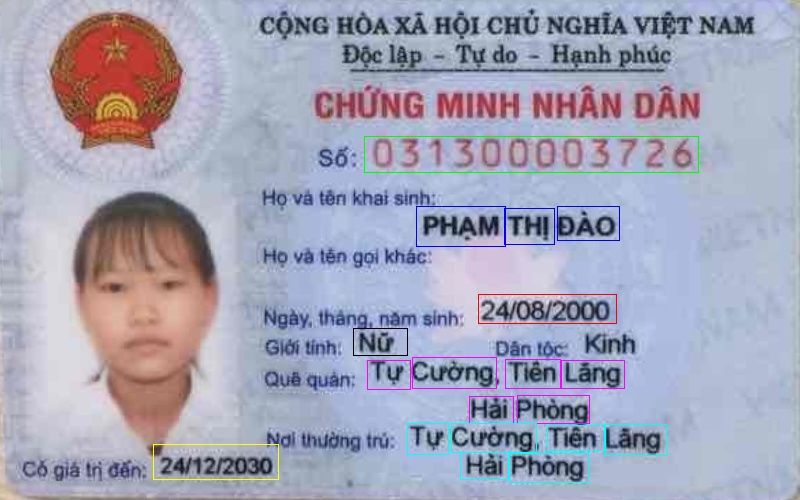 CỘNG HÒA XÃ HỘI CHỦ NGHĨA VIỆT NAM
Độc lập - Tự do - Hạnh phúc
CHỨNG MINH NHÂN DÂN
Số: 031300003726
Họ và tên khai sinh:
PHẠM THỊ ĐÀO
Họ và tên gọi khác:
Ngày, tháng, năm sinh: 24/08/2000
Giới tính: Nữ Dân tộc: Kinh
Quê quán: Tự Cường, Tiên Lãng
Hải Phòng
Nơi thường trú: Tự Cường, Tiên Lãng
Hải Phòng
Có giá trị đến: 24/12/2030